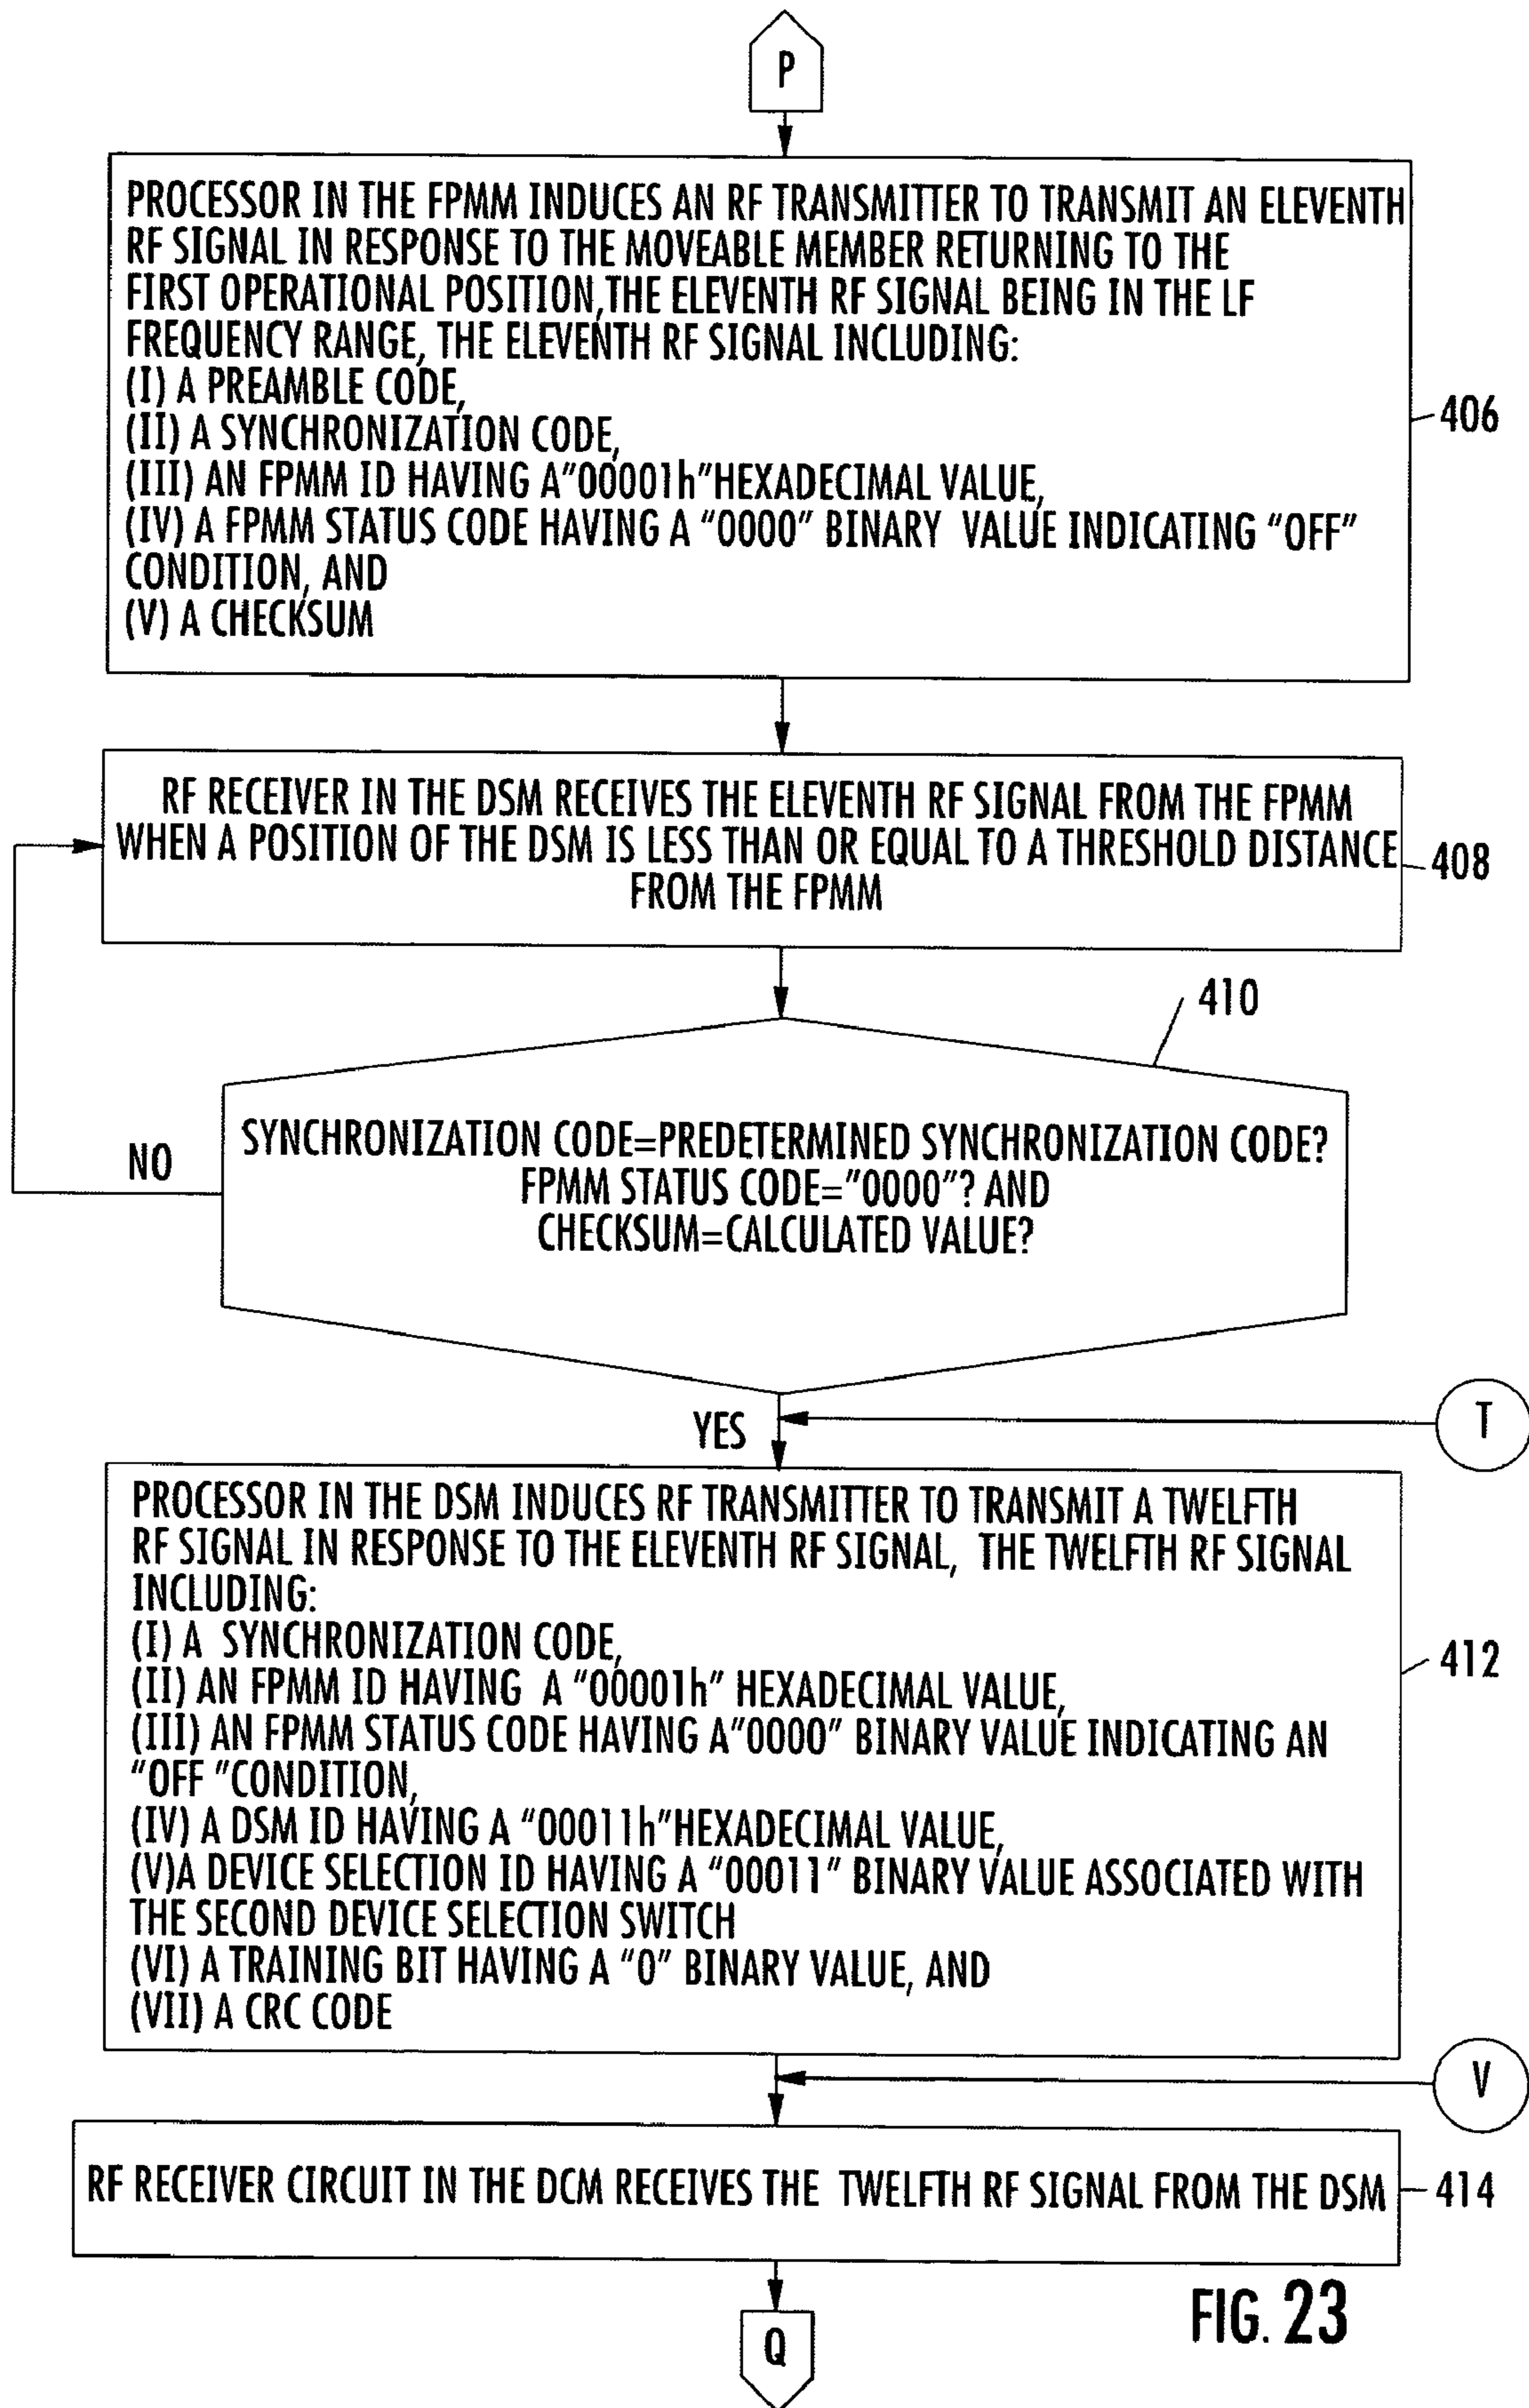 P
PROCESSOR IN THE FPMM INDUCES AN RF TRANSMITTER TO TRANSMIT AN ELEVENTH
RF SIGNAL IN RESPONSE TO THE MOVEABLE MEMBER RETURNING TO THE
FIRST OPERATIONAL POSITION,THE ELEVENTH RF SIGNAL BEING IN THE LF
FREQUENCY RANGE, THE ELEVENTH RF SIGNAL INCLUDING:
(I) A PREAMBLE CODE,
(II) A SYNCHRONIZATION CODE,
(III) AN FPMM ID HAVING A"00001h"HEXADECIMAL VALUE,
(IV) A FPMM STATUS CODE HAVING A "0000" BINARY VALUE INDICATING "OFF"
CONDITION, AND
(V) A CHECKSUM
406
RF RECEIVER IN THE DSM RECEIVES THE ELEVENTH RF SIGNAL FROM THE FPMM
WHEN A POSITION OF THE DSM IS LESS THAN OR EQUAL TO A THRESHOLD DISTANCE
FROM THE FPMM
408
410
SYNCHRONIZATION CODE=PREDETERMINED SYNCHRONIZATION CODE?
FPMM STATUS CODE="0000"? AND
CHECKSUM=CALCULATED VALUE?
NO
YES
T
PROCESSOR IN THE DSM INDUCES RF TRANSMITTER TO TRANSMIT A TWELFTH
RF SIGNAL IN RESPONSE TO THE ELEVENTH RF SIGNAL, THE TWELFTH RF SIGNAL
INCLUDING:
(I) A SYNCHRONIZATION CODE,
(II) AN FPMM ID HAVING A "00001h" HEXADECIMAL VALUE,
(III) AN FPMM STATUS CODE HAVING A"0000" BINARY VALUE INDICATING AN
"OFF "CONDITION,
(IV) A DSM ID HAVING A "00011h"HEXADECIMAL VALUE,
(V)A DEVICE SELECTION ID HAVING A "00011" BINARY VALUE ASSOCIATED WITH
THE SECOND DEVICE SELECTION SWITCH
(VI) A TRAINING BIT HAVING A "0" BINARY VALUE, AND
(VII) A CRC CODE
412
V
RF RECEIVER CIRCUIT IN THE DCM RECEIVES THE TWELFTH RF SIGNAL FROM THE DSM
414
Q
FIG. 23